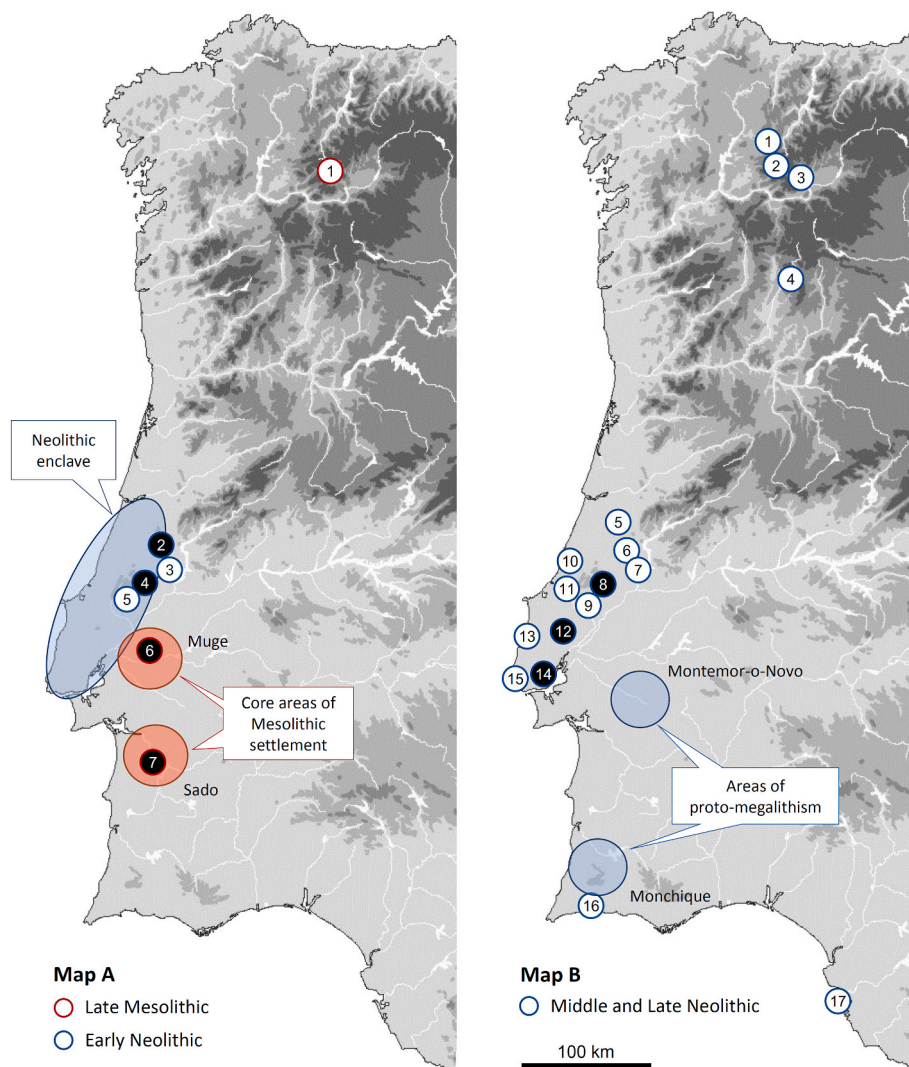 1
Neolithic
enclave
2
3
4
5
Muge
6
Core areas of
Mesolithic
settlement
7
Sado
Map A
Late Mesolithic
Early Neolithic
1
2
3
4
5
6
7
10
8
11
9
12
13
14
15
Montemor-o-Novo
Areas of
proto-megalithism
Monchique
16
17
Map B
Middle and Late Neolithic
100 km